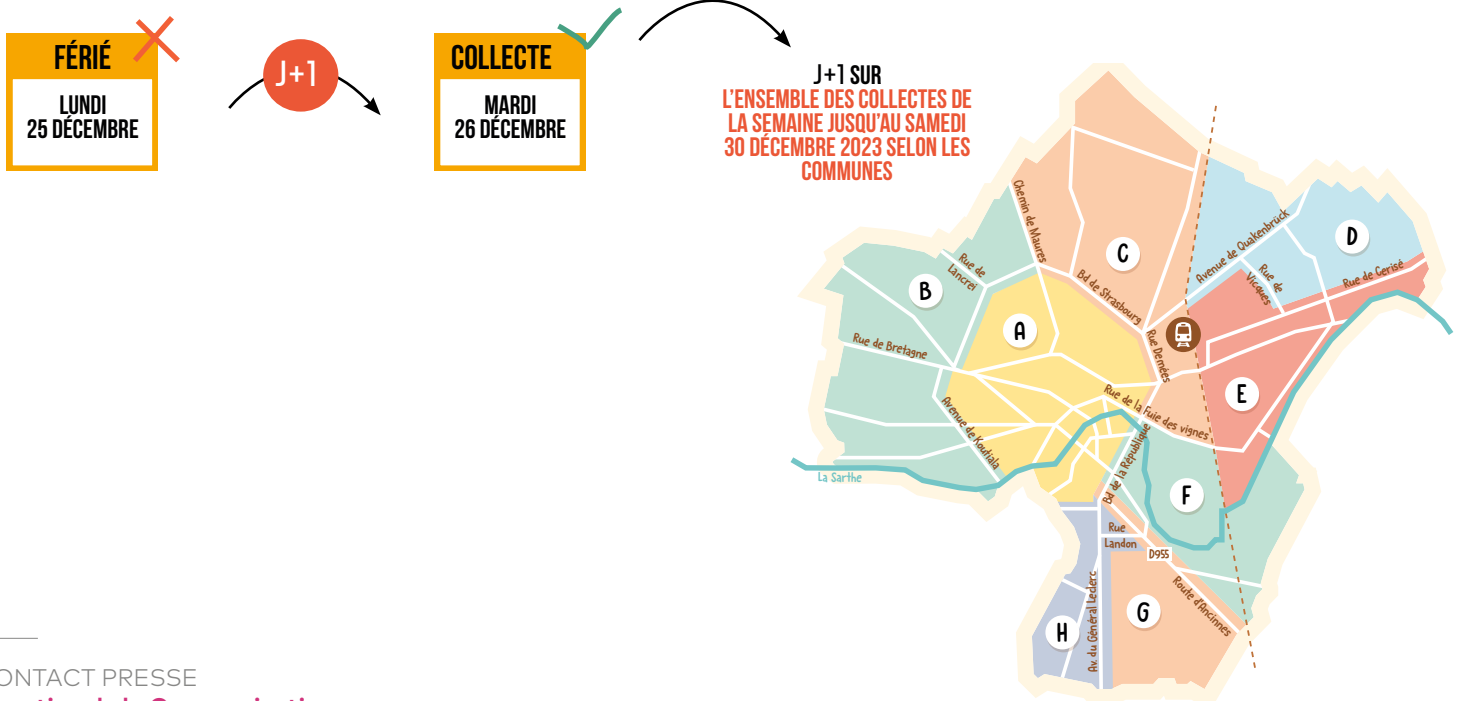 FÉRIÉ
LUNDI
25 DÉCEMBRE
J+1
COLLECTE
MARDI
26 DÉCEMBRE
J+1 SUR
L'ENSEMBLE DES COLLECTES DE
LA SEMAINE JUSQU'AU SAMEDI
30 DÉCEMBRE 2023 SELON LES
COMMUNES
Chemin de Maures
C
Avenue de Quakenbrück
D
Rue de
Lancrei
Rue de
Vicques
Rue de Cerisé
B
Bd de Strasbourg
A
Rue de Bretagne
Rue Demées
E
Avenue de Koutiala
Rue de la Fuie des vignes
Bd de la République
La Sarthe
F
Rue
Landon
D955
Route d'Ancinnes
Av. du Général Leclerc
G
H
ONTACT PRESSE